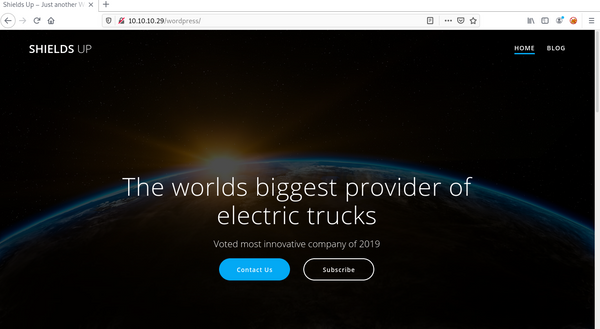 Shields Up – Just another W
10.10.10.29/wordpress/
SHIELDS UP
HOME
BLOG
The worlds biggest provider of
electric trucks
Voted most innovative company of 2019
Contact Us
Subscribe